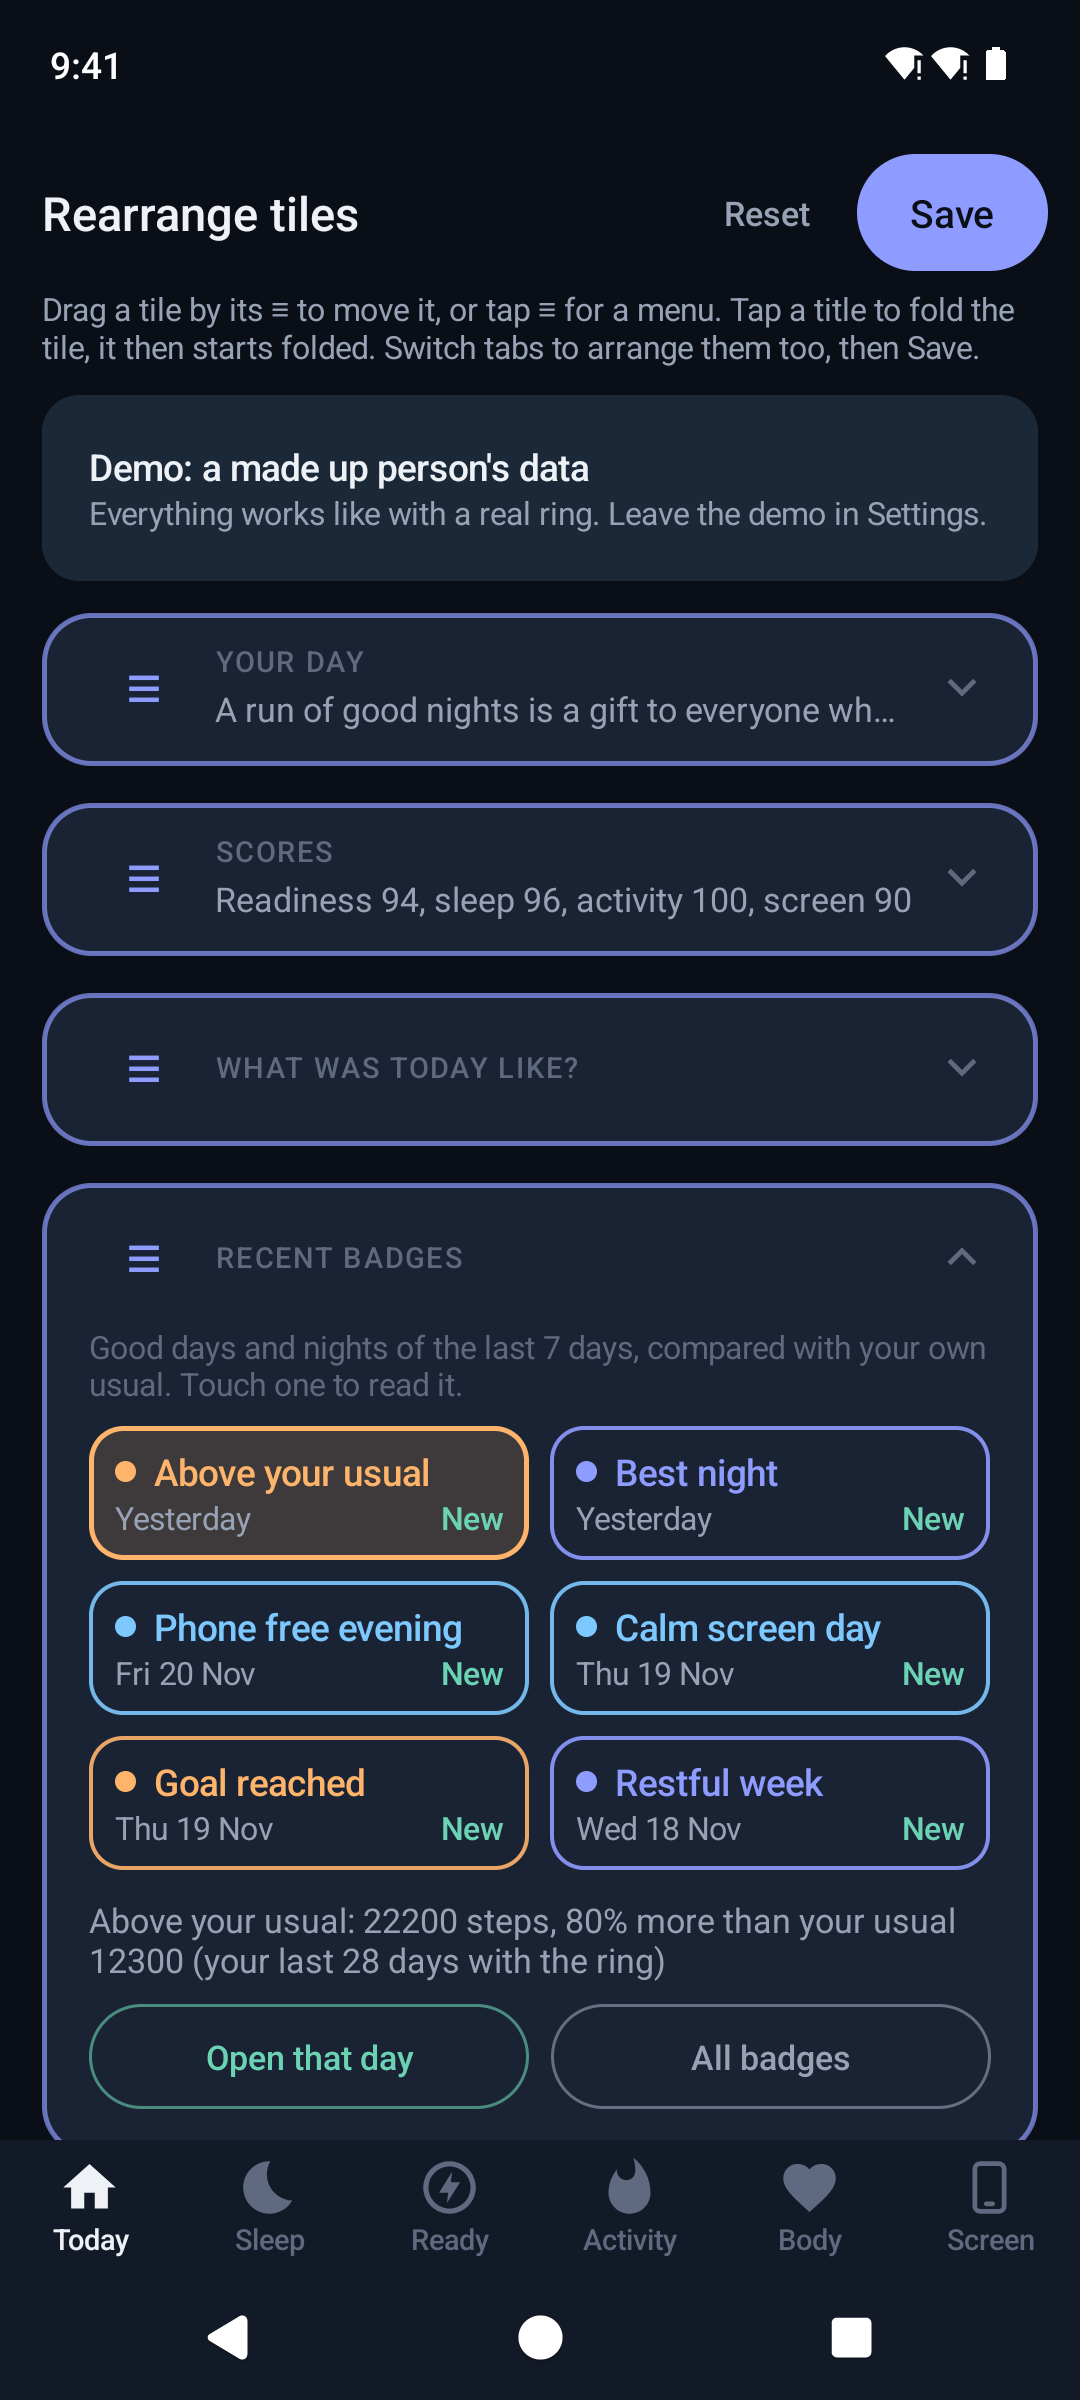 9:41
Rearrange tiles
Reset
Save
Drag a tile by its ≡ to move it, or tap ≡ for a menu. Tap a title to fold the
tile, it then starts folded. Switch tabs to arrange them too, then Save.
Demo: a made up person's data
Everything works like with a real ring. Leave the demo in Settings.
YOUR DAY
A run of good nights is a gift to everyone wh…
SCORES
Readiness 94, sleep 96, activity 100, screen 90
WHAT WAS TODAY LIKE?
RECENT BADGES
Good days and nights of the last 7 days, compared with your own
usual. Touch one to read it.
Above your usual
Yesterday New
Best night
Yesterday New
Phone free evening
Fri 20 Nov New
Calm screen day
Thu 19 Nov New
Goal reached
Thu 19 Nov New
Restful week
Wed 18 Nov New
Above your usual: 22200 steps, 80% more than your usual
12300 (your last 28 days with the ring)
Open that day
All badges
Today
Sleep
Ready
Activity
Body
Screen